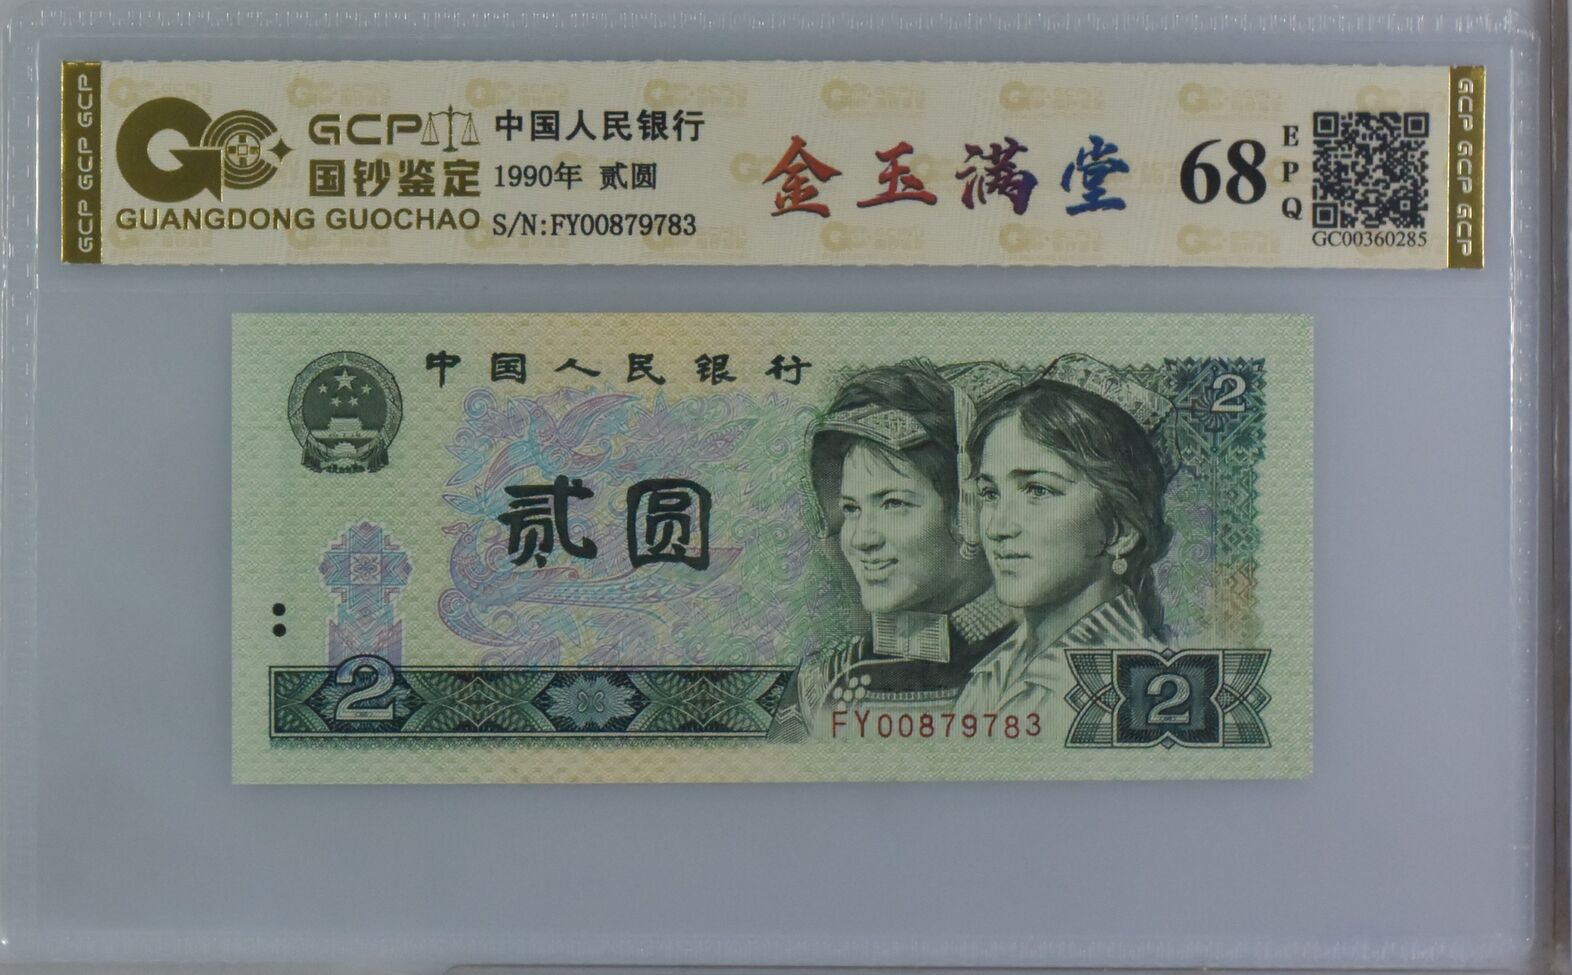 GCP GCP GCP
GCP
国钞鉴定
GUANGDONG GUOCHAO
中国人民银行
1990年 贰圆
S/N:FY00879783
金玉满堂
68
EPQ
GC00360285
GCP GCP GCP
中国人民银行
2
贰圆
2
FY00879783
2